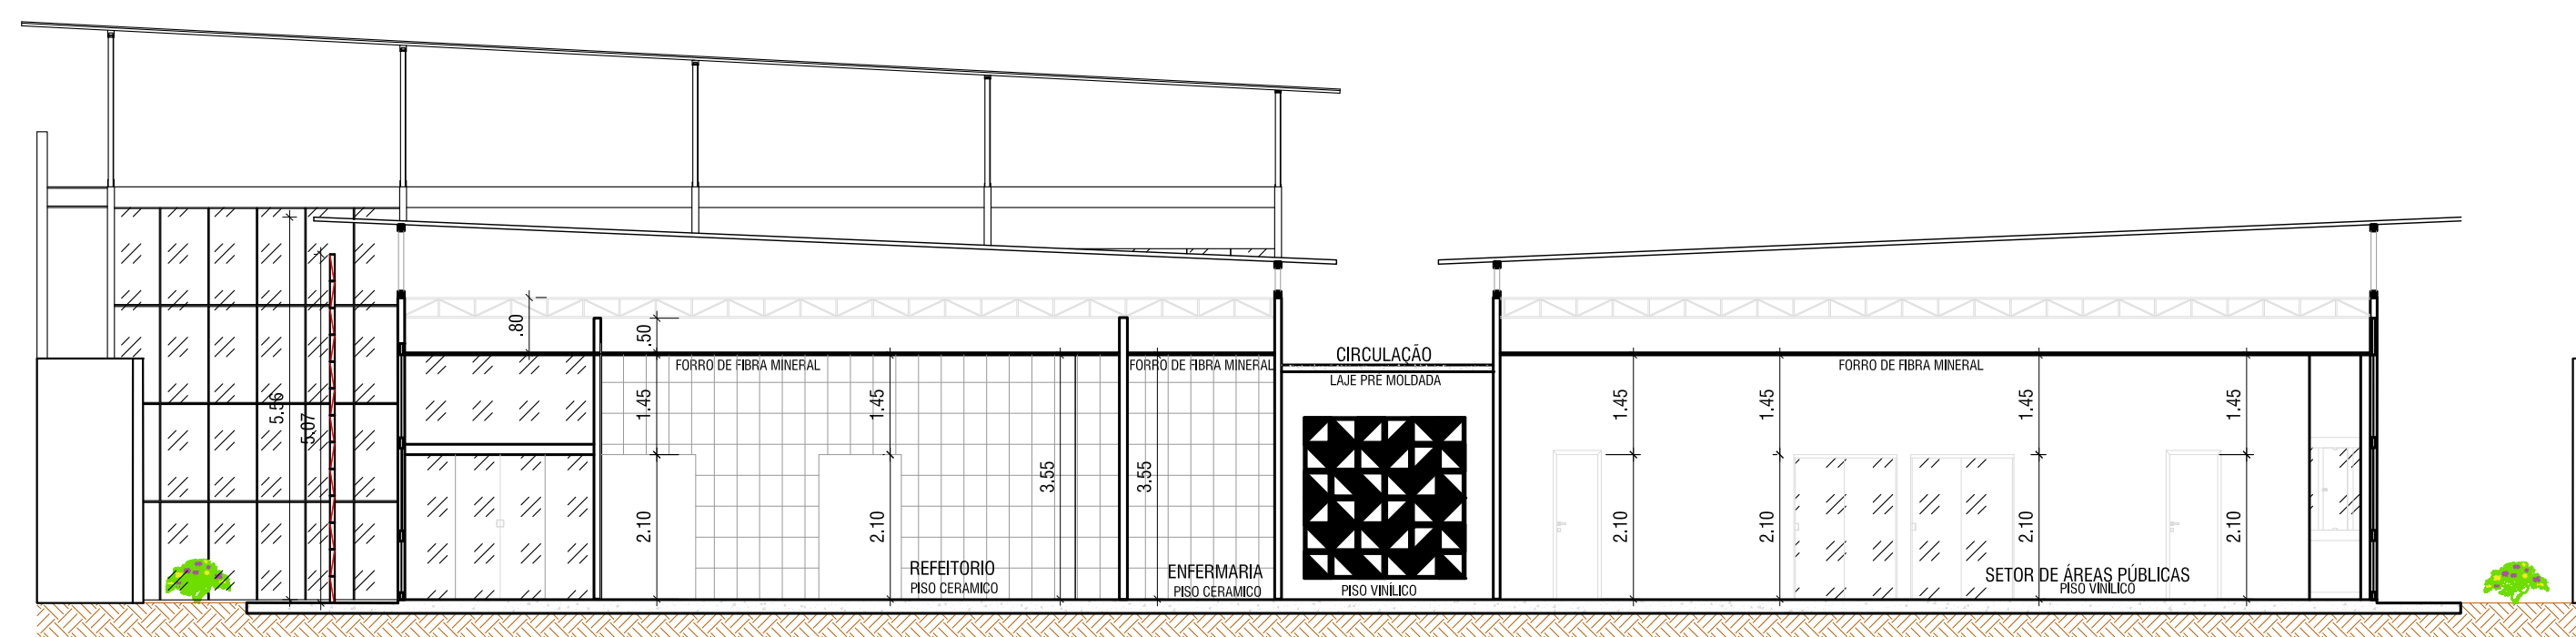 .80
.50
5.56
5.07
FORRO DE FIBRA MINERAL
1.45
2.10
1.45
2.10
3.55
REFEITORIO
PISO CERAMICO
FORRO DE FIBRA MINERAL
3.55
ENFERMARIA
PISO CERAMICO
CIRCULAÇÃO
LAJE PRÉ MOLDADA
PISO VINÍLICO
FORRO DE FIBRA MINERAL
1.45
2.10
1.45
2.10
1.45
2.10
1.45
2.10
SETOR DE ÁREAS PÚBLICAS
PISO VINÍLICO